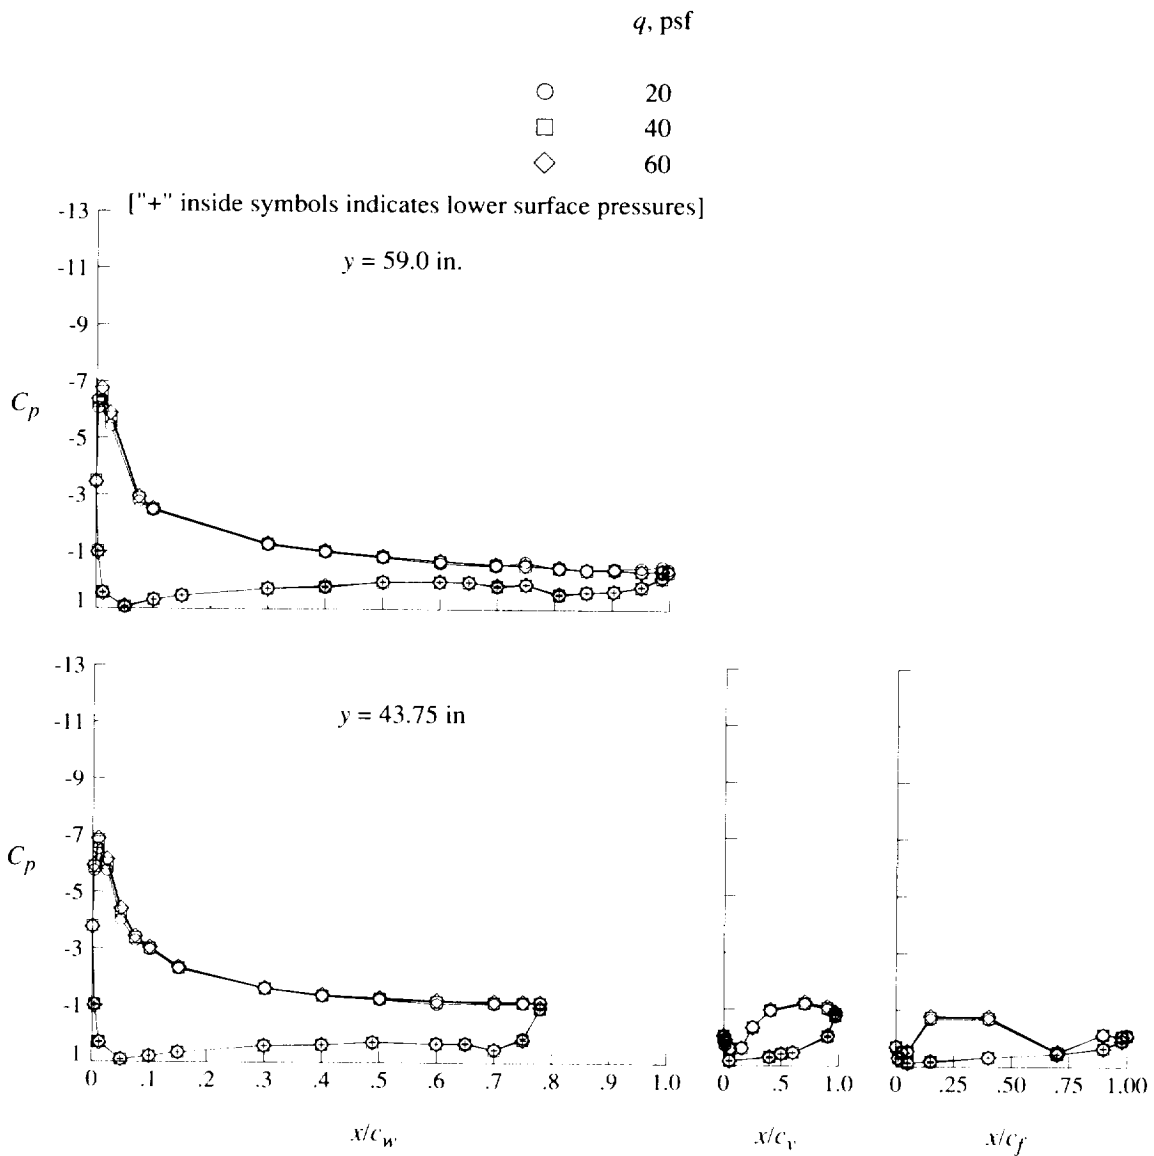 q, psf
20
40
60
["+" inside symbols indicates lower surface pressures]
y = 59.0 in.
-13
-11
-9
-7
-5
-3
-1
1
C_p
y = 43.75 in
-13
-11
-9
-7
-5
-3
-1
1
C_p
0 .1 .2 .3 .4 .5 .6 .7 .8 .9 1.0
0 .5 1.0
0 .25 .50 .75 1.00
x/c_w
x/c_v
x/c_f